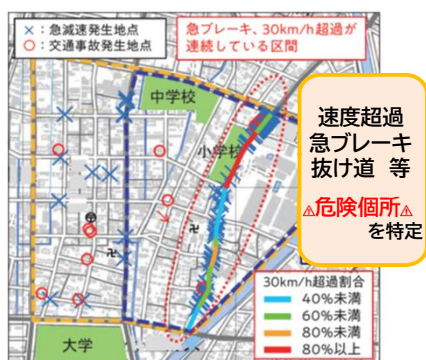 ×：急減速発生地点
○：交通事故発生地点
急ブレーキ、30km/h超過が
連続している区間
中学校
小学校
速度超過
急ブレーキ
抜け道 等
⚠危険個所⚠
を特定
30km/h超過割合
40％未満
60％未満
80％未満
80％以上
大学